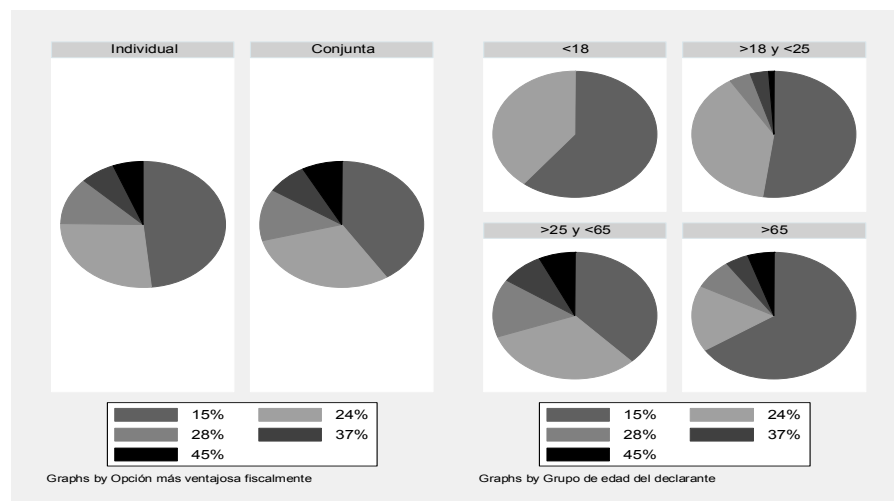 Individual
Conjunta
15%
24%
28%
37%
45%
Graphs by Opción más ventajosa fiscalmente
<18
>18 y <25
>25 y <65
>65
15%
24%
28%
37%
45%
Graphs by Grupo de edad del declarante